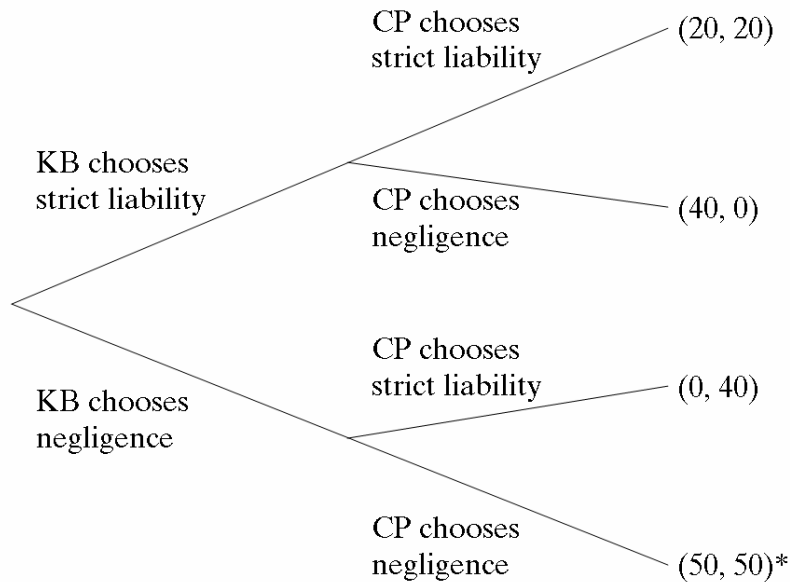 CP chooses
strict liability
(20, 20)
KB chooses
strict liability
CP chooses
negligence
(40, 0)
CP chooses
strict liability
(0, 40)
KB chooses
negligence
CP chooses
negligence
(50, 50)*